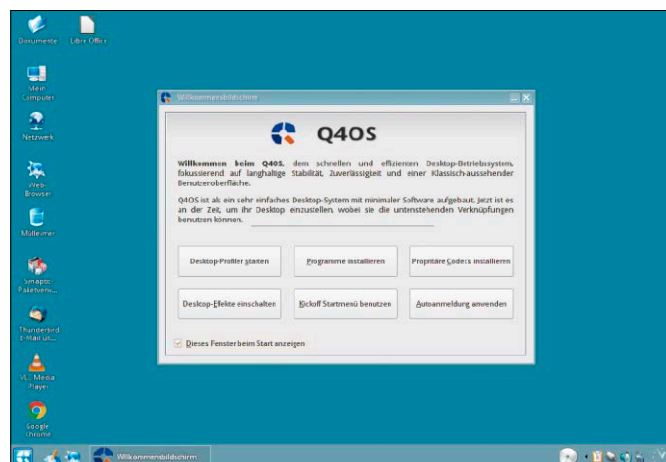 Dokumente
Libre Office
Mein
Computer
Netzwerk
Web-
Browser
Mülleimer
Synaptic-
Paketverw...
Thunderbird
E-Mail un...
VLC Media
Player
Google
Chrome
Willkommensbildschirm
Q4OS
Willkommen beim Q4OS, dem schnellen und effizienten Desktop-Betriebssystem,
fokussierend auf langhaltige Stabilität, Zuverlässigkeit und einer Klassisch-aussehender
Benutzeroberfläche.
Q4OS ist als ein sehr einfaches Desktop-System mit minimaler Software aufgebaut. Jetzt ist es
an der Zeit, um Ihr Desktop einzustellen, wobei sie die untenstehenden Verknüpfungen
benutzen können.
Desktop-Profiler starten
Programme installieren
Propritäre Codecs installieren
Desktop-Effekte einschalten
Kickoff Startmenü benutzen
Autoanmeldung anwenden
Dieses Fenster beim Start anzeigen
Willkommensbildschirm